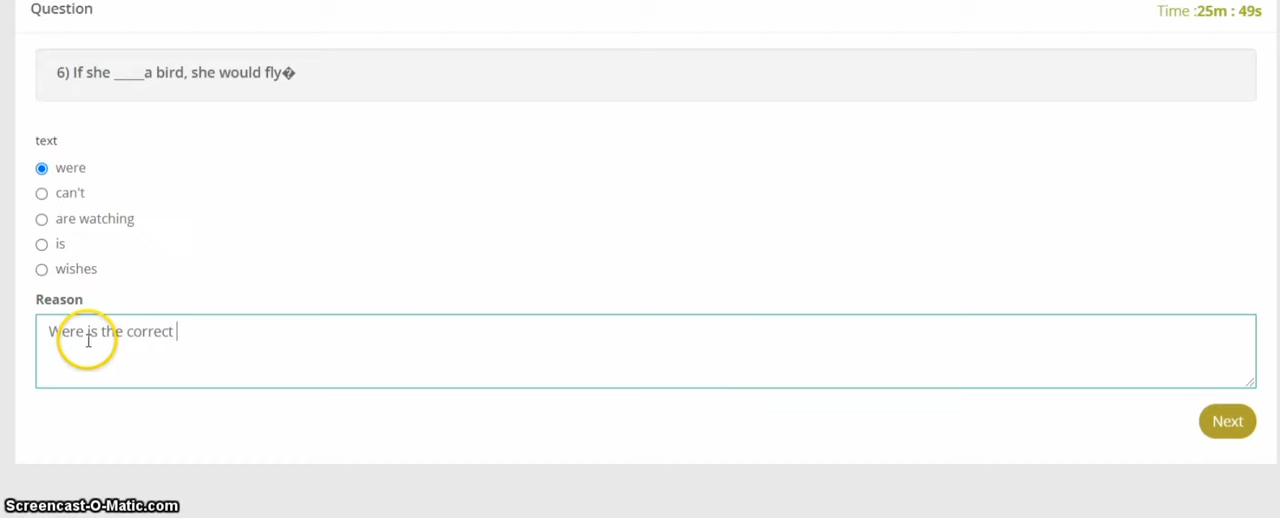 Question
Time :25m : 49s
6) If she _____a bird, she would fly�
text
were
can't
are watching
is
wishes
Reason
Were is the correct
Next
Screencast-O-Matic.com